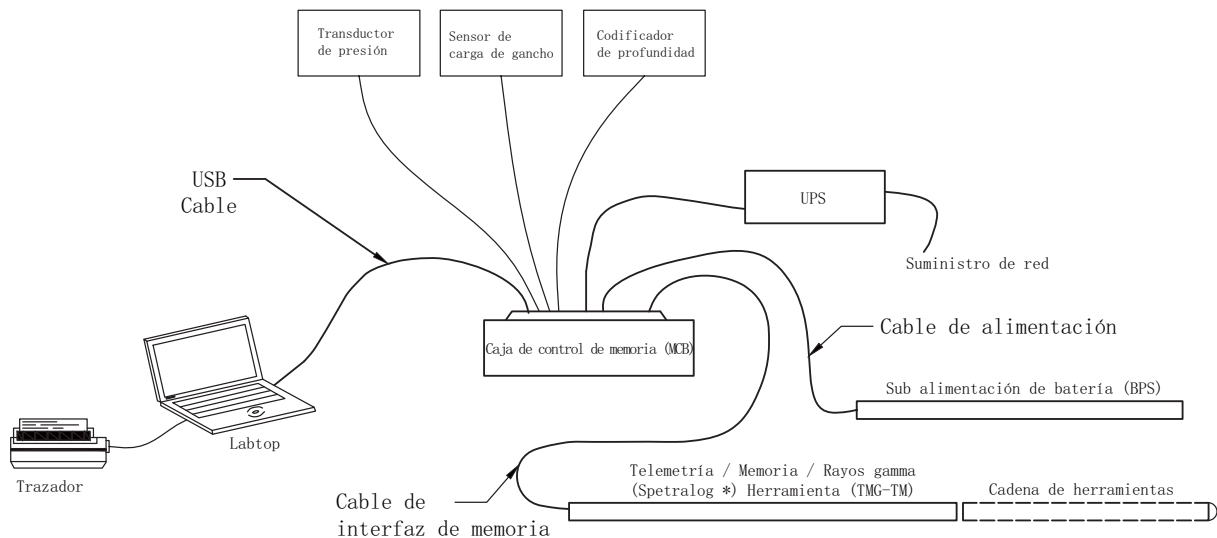 Transductor
de presión
Sensor de
carga de gancho
Codificador
de profundidad
USB
Cable
UPS
Suministro de red
Caja de control de memoria (MCB)
Cable de alimentación
Sub alimentación de batería (BPS)
Labtop
Trazador
Cable de
interfaz de memoria
Telemetría / Memoria / Rayos gamma
(Spetralog *) Herramienta (TMG-TM)
Cadena de herramientas